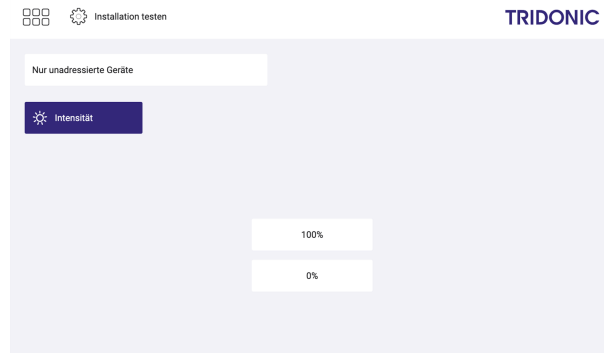 Installation testen
TRIDONIC
Nur unadressierte Geräte
Intensität
100%
0%